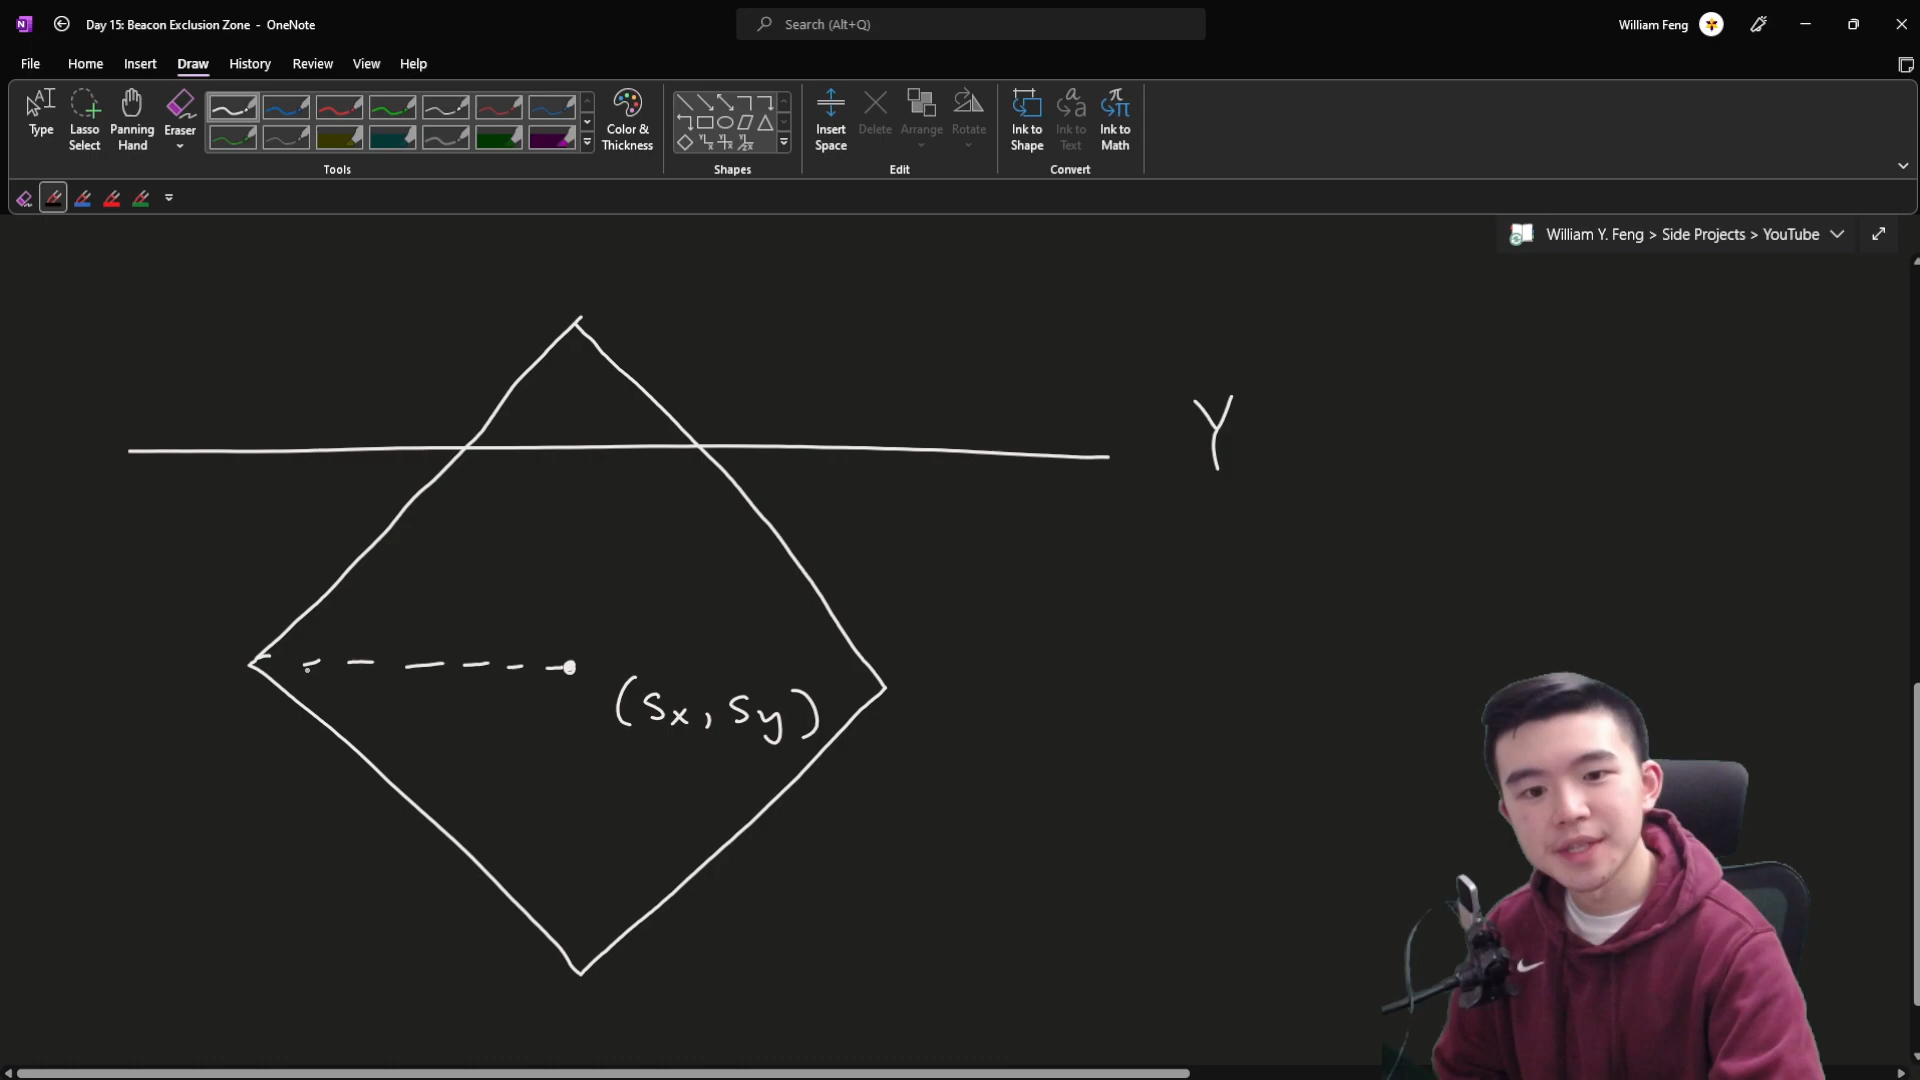 Day 15: Beacon Exclusion Zone - OneNote
Search (Alt+Q)
William Feng
File Home Insert Draw History Review View Help
Type
Lasso Select
Panning Hand
Eraser
Color & Thickness
Insert Space
Delete
Arrange
Rotate
Ink to Shape
Ink to Text
Ink to Math
Tools
Shapes
Edit
Convert
William Y. Feng > Side Projects > YouTube
Y
(Sx, Sy)